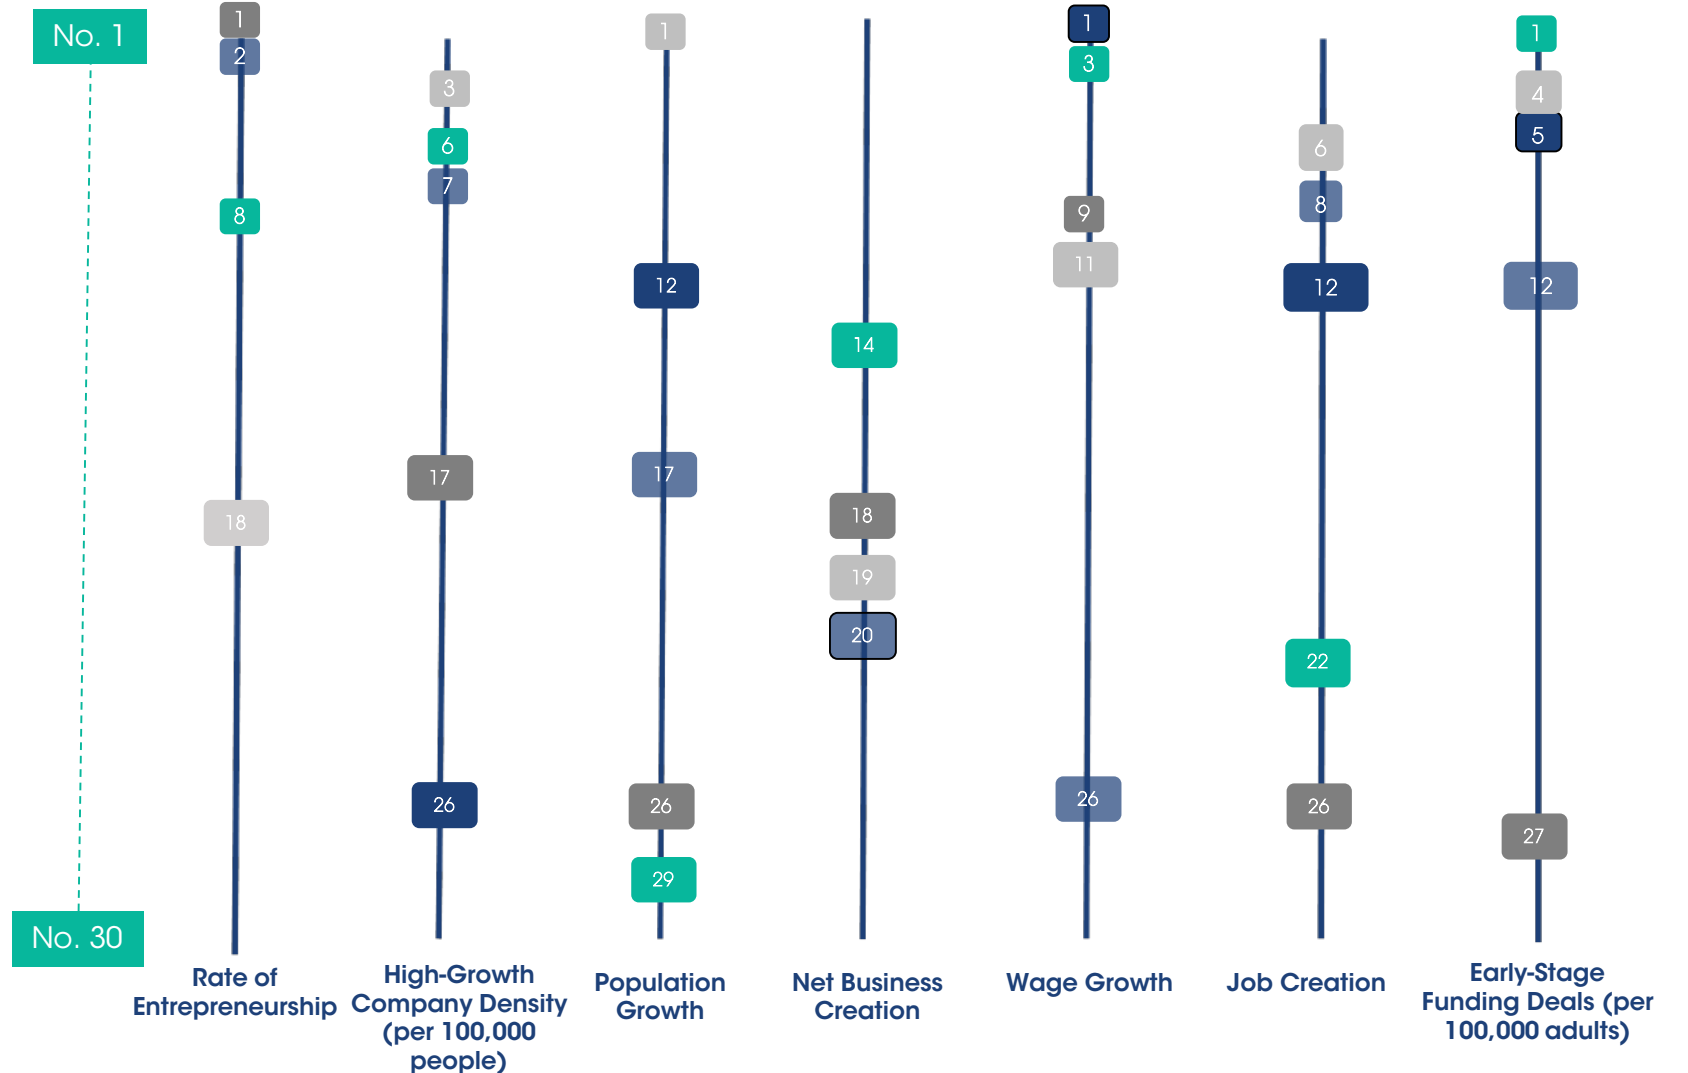 No. 1
No. 30
1
2
8
18
Rate of
Entrepreneurship
3
6
7
17
26
High-Growth
Company Density
(per 100,000
people)
1
12
17
26
29
Population
Growth
14
18
19
20
Net Business
Creation
1
3
9
11
26
Wage Growth
6
8
12
22
26
Job Creation
1
4
5
12
27
Early-Stage
Funding Deals (per
100,000 adults)